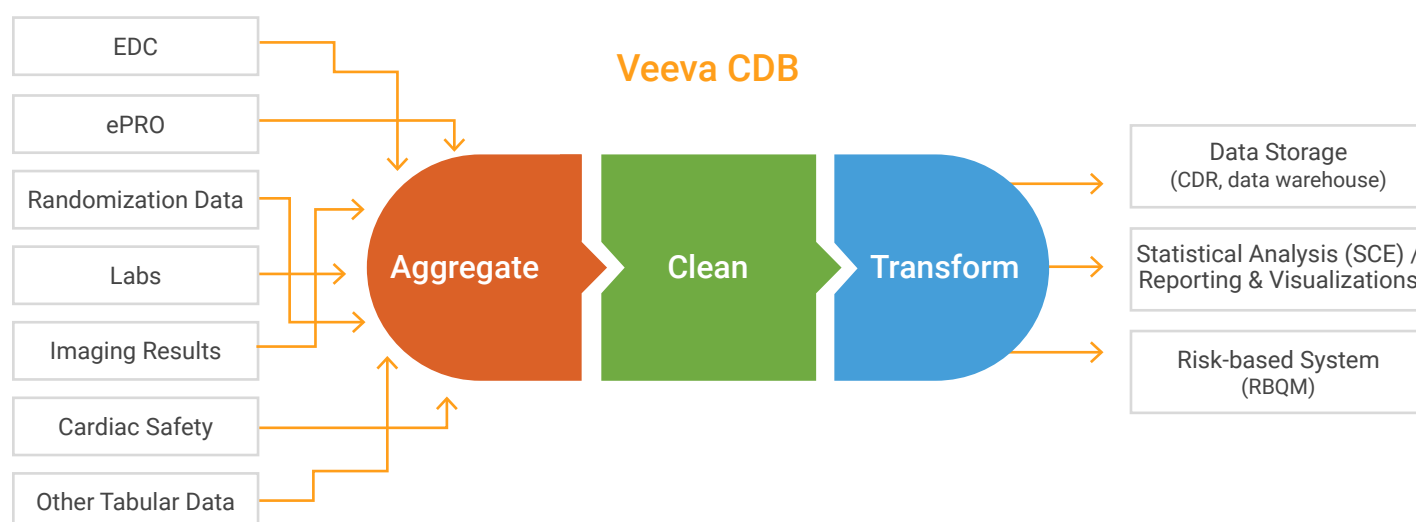 EDC
ePRO
Randomization Data
Labs
Imaging Results
Cardiac Safety
Other Tabular Data
Veeva CDB
Aggregate
Clean
Transform
Data Storage
(CDR, data warehouse)
Statistical Analysis (SCE) /
Reporting & Visualizations
Risk-based System
(RBQM)